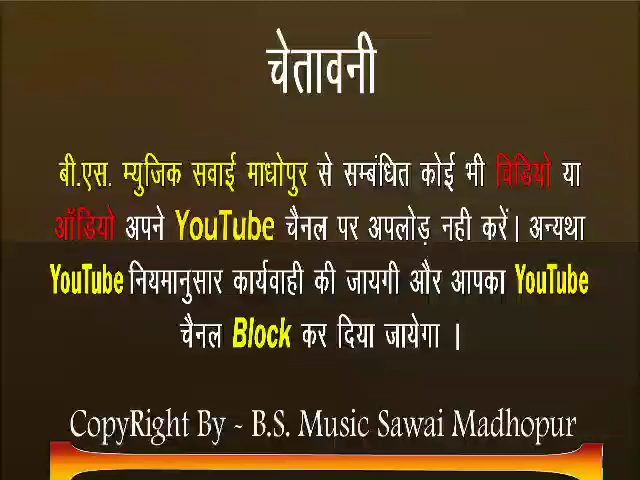 चेतावनी
बी.एस. म्युजिक सवाई माधोपुर से सम्बंधित कोई भी विडियो या
ऑडियो अपने YouTube चैनल पर अपलोड़ नही करें। अन्यथा
YouTube नियमानुसार कार्यवाही की जायगी और आपका YouTube
चैनल Block कर दिया जायेगा ।
CopyRight By - B.S. Music Sawai Madhopur